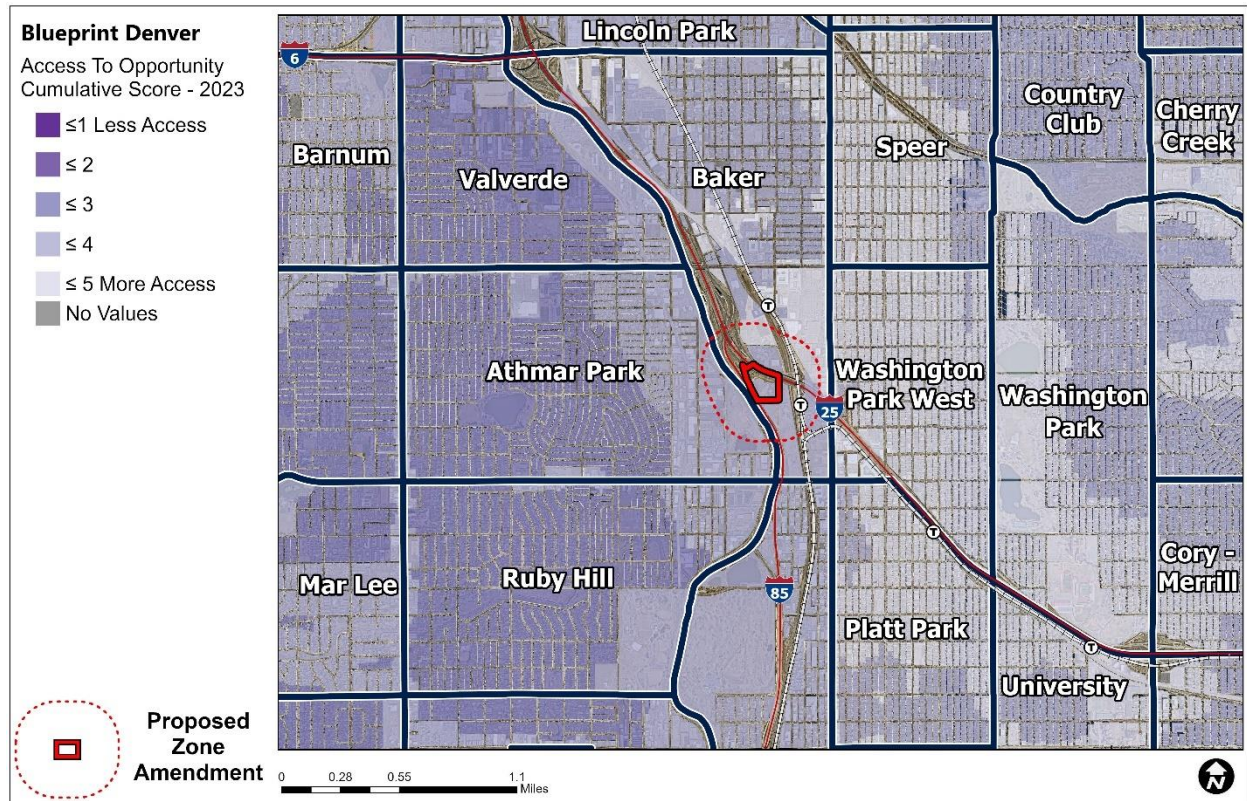 Blueprint Denver
Access To Opportunity
Cumulative Score - 2023
≤1 Less Access
≤ 2
≤ 3
≤ 4
≤ 5 More Access
No Values
Proposed
Zone
Amendment
Lincoln Park
6
Country
Club
Cherry
Creek
Barnum
Valverde
Baker
Speer
T
Athmar Park
Washington
Park West
T
25
Washington
Park
T
Mar Lee
Ruby Hill
85
Cory -
Merrill
Platt Park
T
University
0 0.28 0.55 1.1
Miles
N